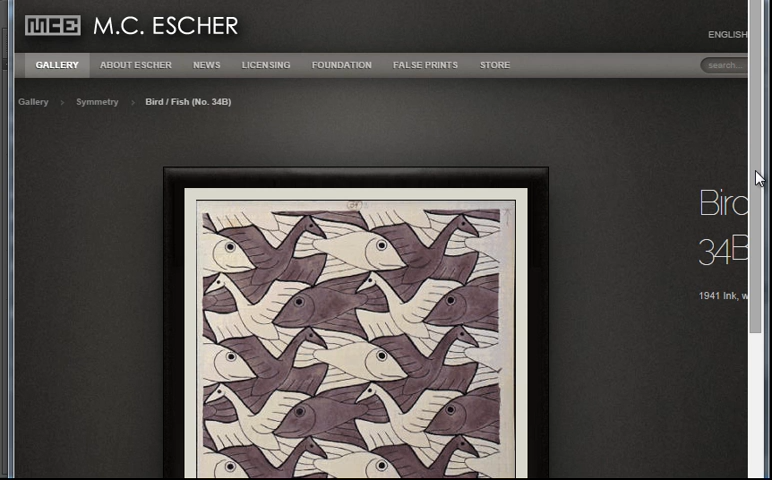 MCE M.C. ESCHER
ENGLISH
GALLERY ABOUT ESCHER NEWS LICENSING FOUNDATION FALSE PRINTS STORE search...
Gallery › Symmetry › Bird / Fish (No. 34B)
34B
1941 Ink,